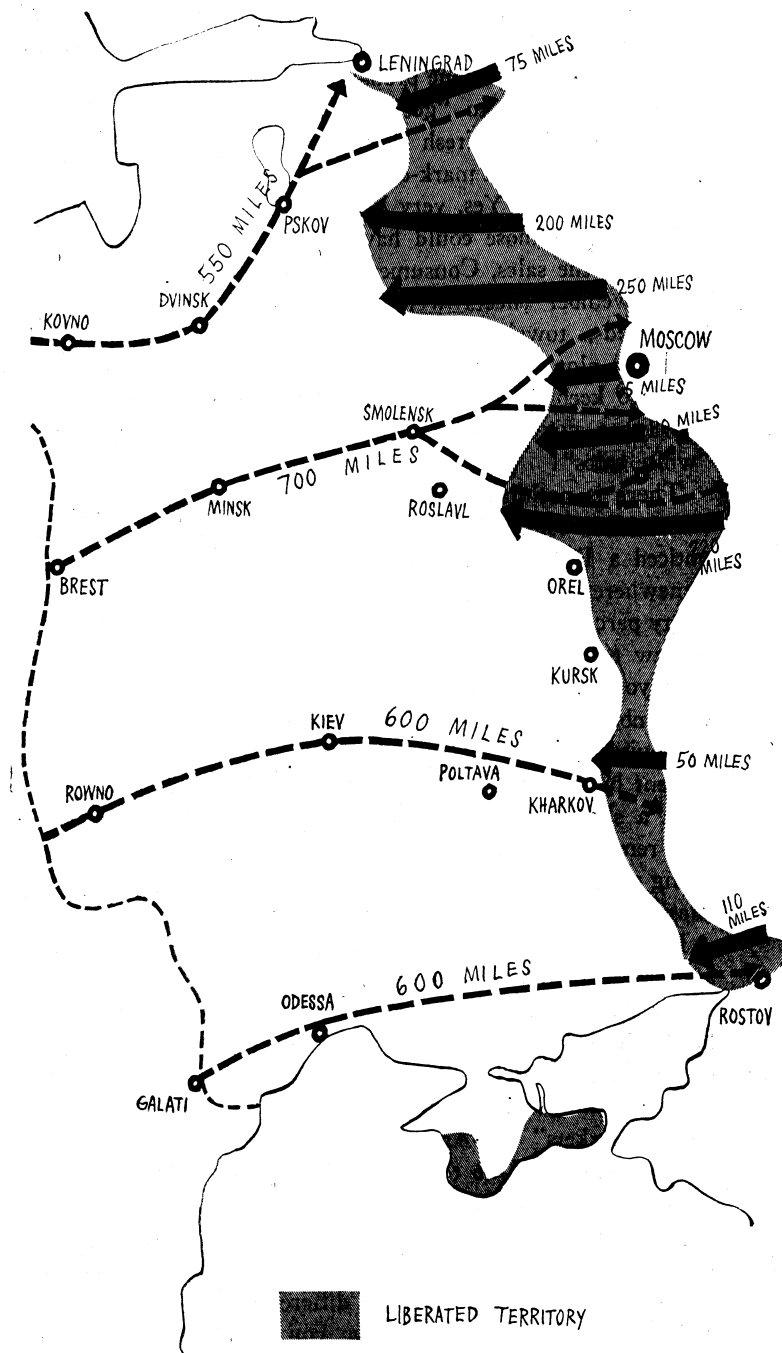 LENINGRAD
75 MILES
550 MILES
PSKOV
200 MILES
DVINSK
250 MILES
KOVNO
MOSCOW
MILES
SMOLENSK
MILES
700 MILES
MINSK
ROSLAVL
MILES
BREST
OREL
KURSK
KIEV
600 MILES
50 MILES
POLTAVA
ROWNO
KHARKOV
110
MILES
600 MILES
ODESSA
ROSTOV
GALATI
LIBERATED TERRITORY